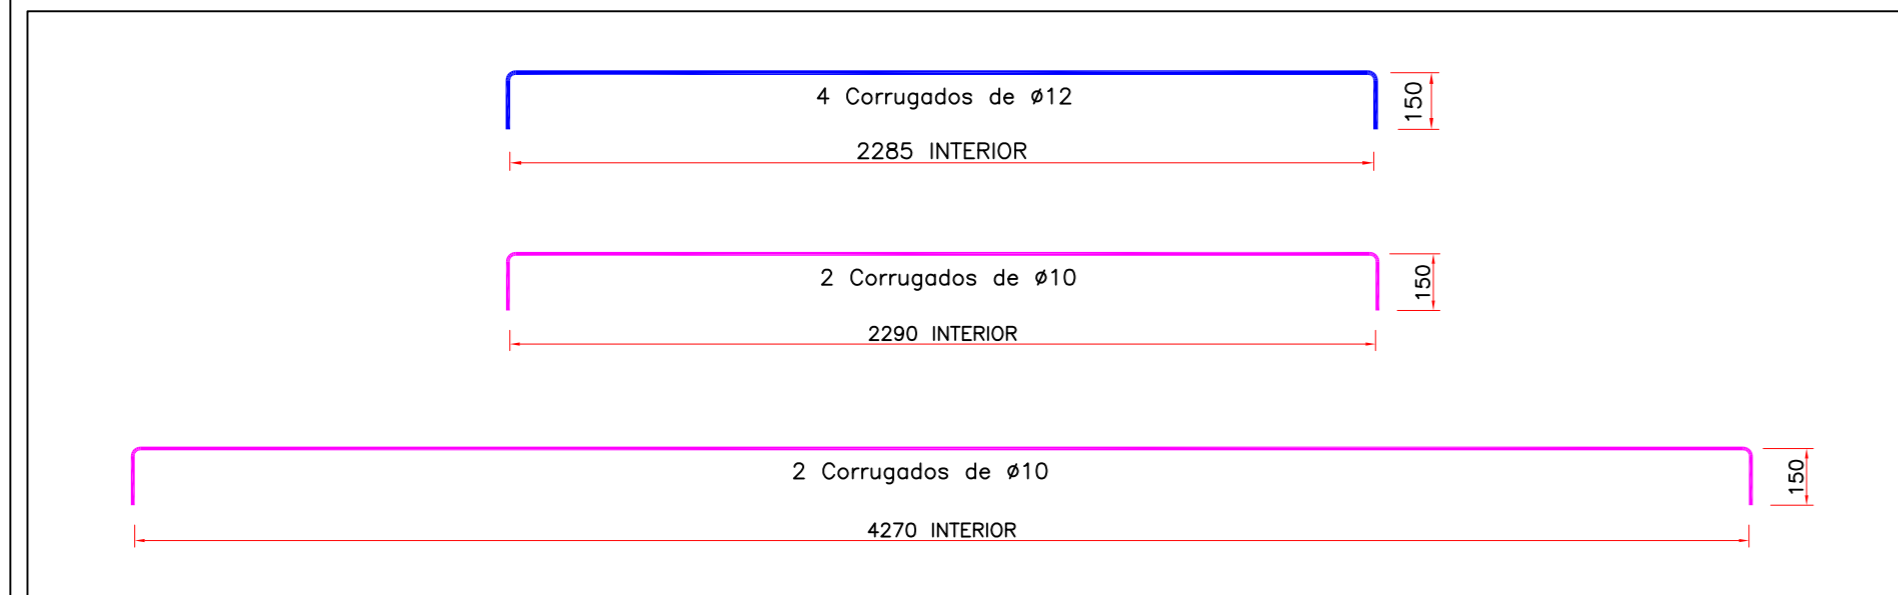 4 Corrugados de ø12
150
2285 INTERIOR
2 Corrugados de ø10
150
2290 INTERIOR
2 Corrugados de ø10
150
4270 INTERIOR